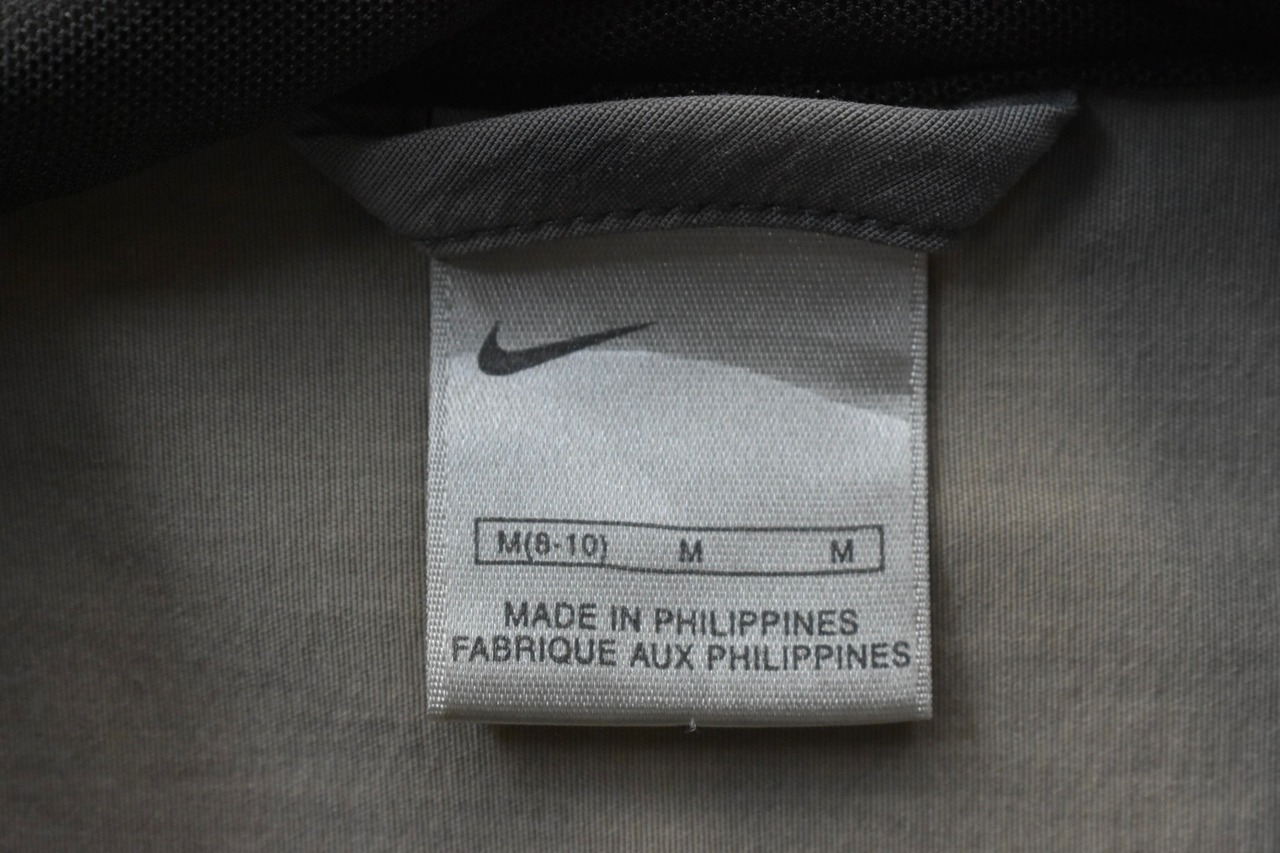 M(8-10) M M
MADE IN PHILIPPINES
FABRIQUE AUX PHILIPPINES